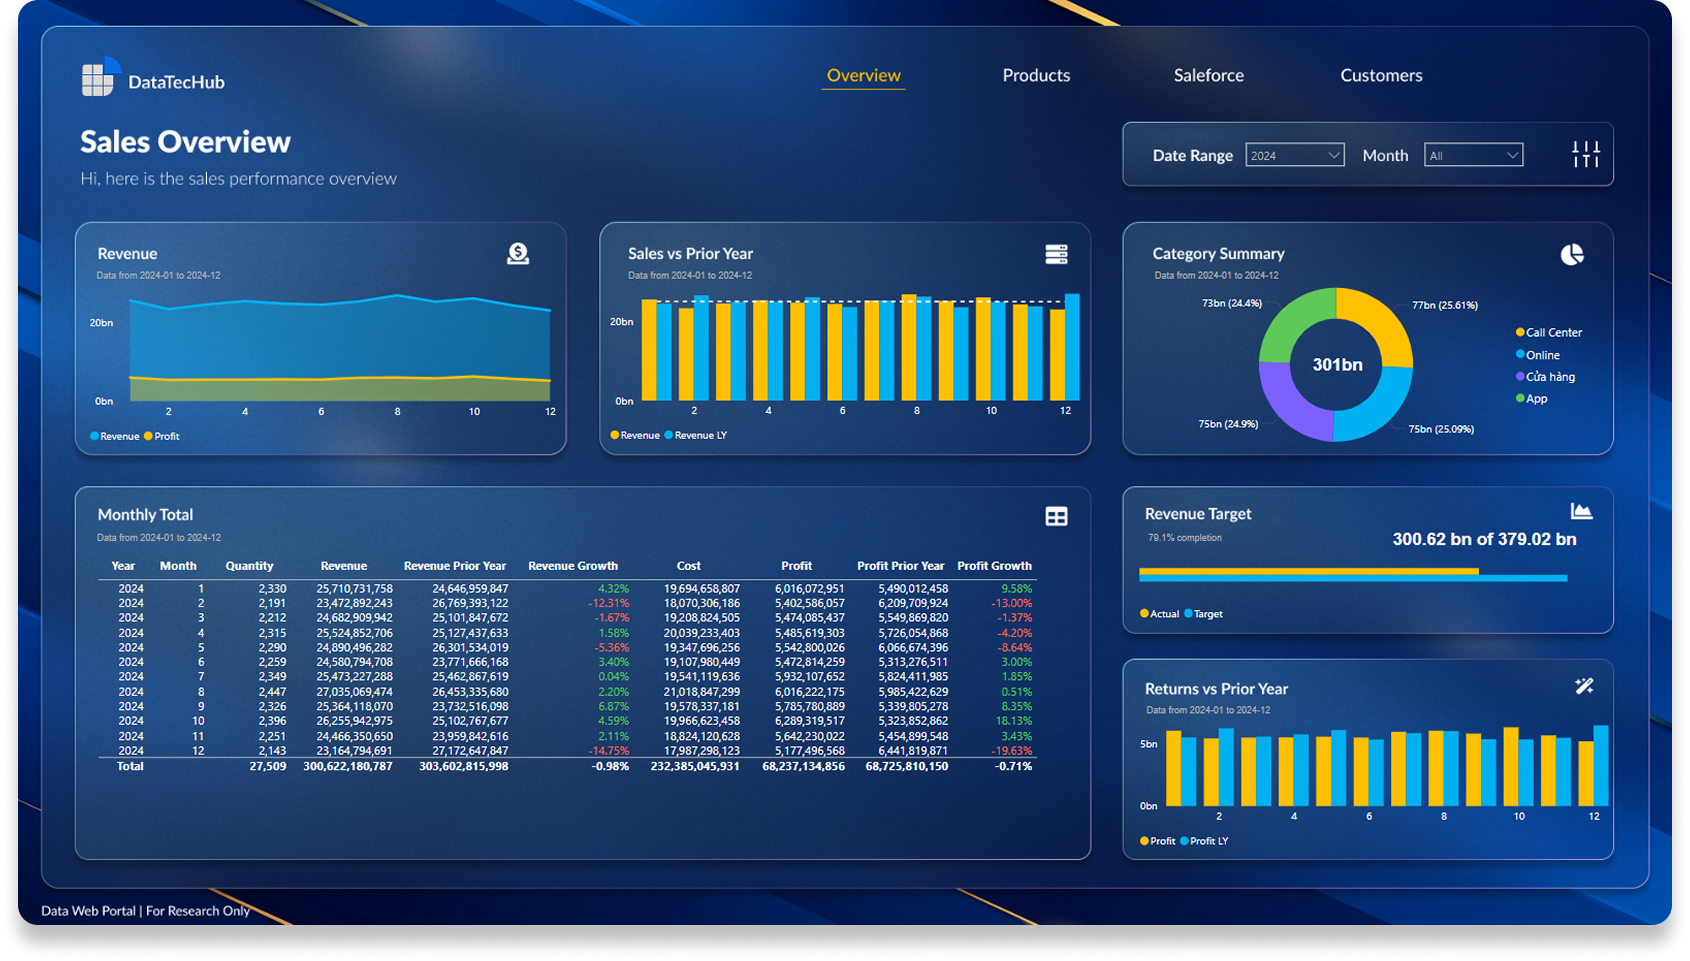 DataTecHub
Overview
Products
Saleforce
Customers
Sales Overview
Hi, here is the sales performance overview
Date Range 2024 Month All
Revenue
Data from 2024-01 to 2024-12
20bn
0bn
2 4 6 8 10 12
Revenue Profit
Sales vs Prior Year
Data from 2024-01 to 2024-12
20bn
0bn
2 4 6 8 10 12
Revenue Revenue LY
Category Summary
Data from 2024-01 to 2024-12
73bn (24.4%)
77bn (25.61%)
301bn
75bn (24.9%)
75bn (25.09%)
Call Center
Online
Cửa hàng
App
Monthly Total
Data from 2024-01 to 2024-12
Year Month Quantity Revenue Revenue Prior Year Revenue Growth Cost Profit Profit Prior Year Profit Growth
2024 1 2,330 25,710,731,758 24,646,959,847 4.32% 19,694,658,807 6,016,072,951 5,490,012,458 9.58%
2024 2 2,191 23,472,892,243 26,769,393,122 -12.31% 18,070,306,186 5,402,586,057 6,209,709,924 -13.00%
2024 3 2,212 24,682,909,942 25,101,847,672 -1.67% 19,208,824,505 5,474,085,437 5,549,869,820 -1.37%
2024 4 2,315 25,524,852,706 25,127,437,633 1.58% 20,039,233,403 5,485,619,303 5,726,054,868 -4.20%
2024 5 2,290 24,890,496,282 26,301,534,019 -5.36% 19,347,696,256 5,542,800,026 6,066,674,396 -8.64%
2024 6 2,259 24,580,794,708 23,771,666,168 3.40% 19,107,980,449 5,472,814,259 5,313,276,511 3.00%
2024 7 2,349 25,473,227,288 25,462,867,619 0.04% 19,541,119,636 5,932,107,652 5,824,411,985 1.85%
2024 8 2,447 27,035,069,474 26,453,335,680 2.20% 21,018,847,299 6,016,222,175 5,985,422,629 0.51%
2024 9 2,326 25,364,118,070 23,732,516,098 6.87% 19,578,337,181 5,785,780,889 5,339,805,278 8.35%
2024 10 2,396 26,255,942,975 25,102,767,677 4.59% 19,966,623,458 6,289,319,517 5,323,852,862 18.13%
2024 11 2,251 24,466,350,650 23,959,842,616 2.11% 18,824,120,628 5,642,230,022 5,454,899,548 3.43%
2024 12 2,143 23,164,794,691 27,172,647,847 -14.75% 17,987,298,123 5,177,496,568 6,441,819,871 -19.63%
Total 27,509 300,622,180,787 303,602,815,998 -0.98% 232,385,045,931 68,237,134,856 68,725,810,150 -0.71%
Revenue Target
79.1% completion
300.62 bn of 379.02 bn
Actual Target
Returns vs Prior Year
Data from 2024-01 to 2024-12
5bn
0bn
2 4 6 8 10 12
Profit Profit LY
Data Web Portal | For Research Only